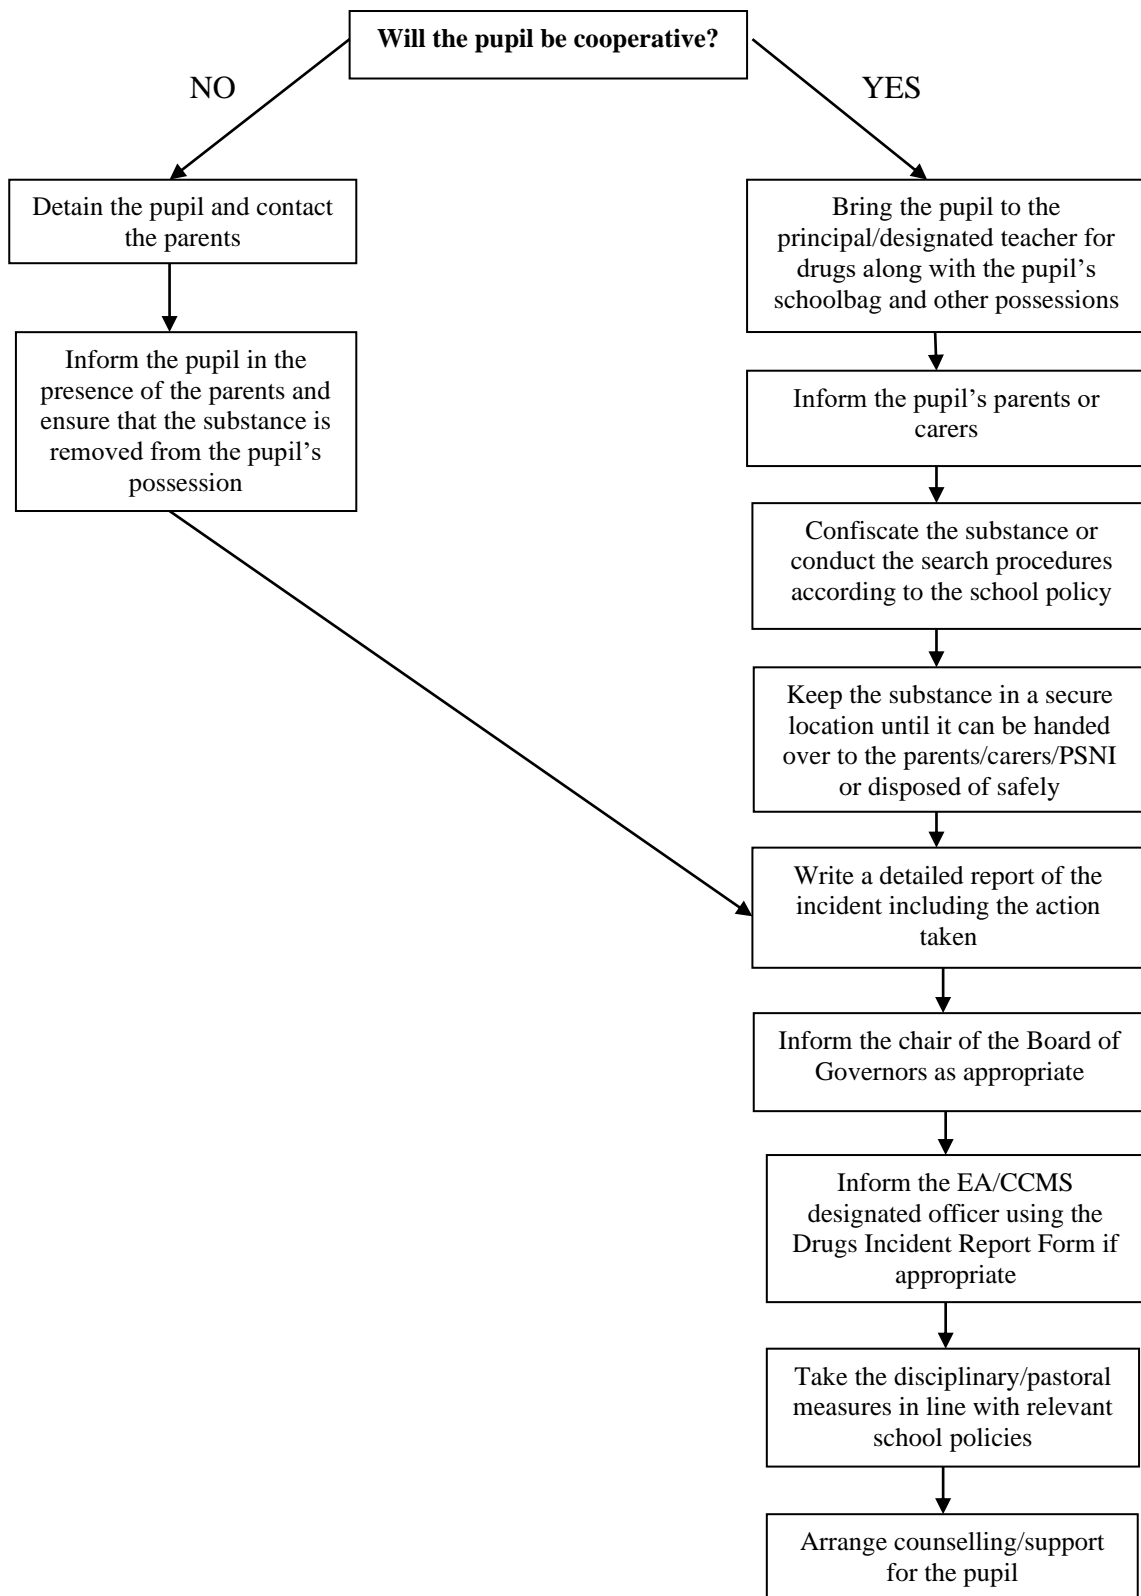 Will the pupil be cooperative?
NO
YES
Detain the pupil and contact
the parents
Inform the pupil in the
presence of the parents and
ensure that the substance is
removed from the pupil’s
possession
Bring the pupil to the
principal/designated teacher for
drugs along with the pupil’s
schoolbag and other possessions
Inform the pupil’s parents or
carers
Confiscate the substance or
conduct the search procedures
according to the school policy
Keep the substance in a secure
location until it can be handed
over to the parents/carers/PSNI
or disposed of safely
Write a detailed report of the
incident including the action
taken
Inform the chair of the Board of
Governors as appropriate
Inform the EA/CCMS
designated officer using the
Drugs Incident Report Form if
appropriate
Take the disciplinary/pastoral
measures in line with relevant
school policies
Arrange counselling/support
for the pupil